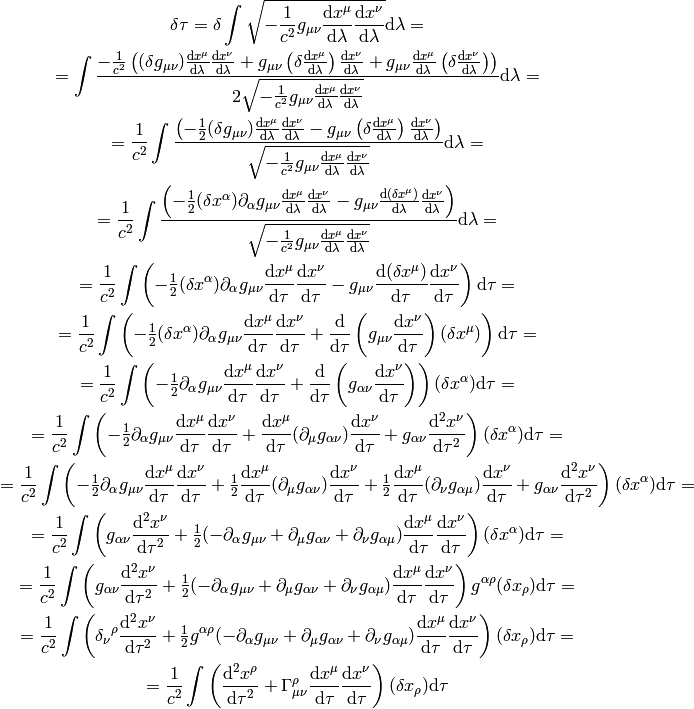 $\delta\tau = \delta \int \sqrt{-\frac{1}{c^2} g_{\mu\nu} \frac{\mathrm{d}x^\mu}{\mathrm{d}\lambda} \frac{\mathrm{d}x^\nu}{\mathrm{d}\lambda}} \mathrm{d}\lambda =$
$= \int \frac{-\frac{1}{c^2} \left( (\delta g_{\mu\nu}) \frac{\mathrm{d}x^\mu}{\mathrm{d}\lambda} \frac{\mathrm{d}x^\nu}{\mathrm{d}\lambda} + g_{\mu\nu} \left( \delta \frac{\mathrm{d}x^\mu}{\mathrm{d}\lambda} \right) \frac{\mathrm{d}x^\nu}{\mathrm{d}\lambda} + g_{\mu\nu} \frac{\mathrm{d}x^\mu}{\mathrm{d}\lambda} \left( \delta \frac{\mathrm{d}x^\nu}{\mathrm{d}\lambda} \right) \right)}{2 \sqrt{-\frac{1}{c^2} g_{\mu\nu} \frac{\mathrm{d}x^\mu}{\mathrm{d}\lambda} \frac{\mathrm{d}x^\nu}{\mathrm{d}\lambda}}} \mathrm{d}\lambda =$
$= \frac{1}{c^2} \int \frac{\left( -\frac{1}{2} (\delta g_{\mu\nu}) \frac{\mathrm{d}x^\mu}{\mathrm{d}\lambda} \frac{\mathrm{d}x^\nu}{\mathrm{d}\lambda} - g_{\mu\nu} \left( \delta \frac{\mathrm{d}x^\mu}{\mathrm{d}\lambda} \right) \frac{\mathrm{d}x^\nu}{\mathrm{d}\lambda} \right)}{\sqrt{-\frac{1}{c^2} g_{\mu\nu} \frac{\mathrm{d}x^\mu}{\mathrm{d}\lambda} \frac{\mathrm{d}x^\nu}{\mathrm{d}\lambda}}} \mathrm{d}\lambda =$
$= \frac{1}{c^2} \int \frac{\left( -\frac{1}{2} (\delta x^\alpha) \partial_\alpha g_{\mu\nu} \frac{\mathrm{d}x^\mu}{\mathrm{d}\lambda} \frac{\mathrm{d}x^\nu}{\mathrm{d}\lambda} - g_{\mu\nu} \frac{\mathrm{d}(\delta x^\mu)}{\mathrm{d}\lambda} \frac{\mathrm{d}x^\nu}{\mathrm{d}\lambda} \right)}{\sqrt{-\frac{1}{c^2} g_{\mu\nu} \frac{\mathrm{d}x^\mu}{\mathrm{d}\lambda} \frac{\mathrm{d}x^\nu}{\mathrm{d}\lambda}}} \mathrm{d}\lambda =$
$= \frac{1}{c^2} \int \left( -\frac{1}{2} (\delta x^\alpha) \partial_\alpha g_{\mu\nu} \frac{\mathrm{d}x^\mu}{\mathrm{d}\tau} \frac{\mathrm{d}x^\nu}{\mathrm{d}\tau} - g_{\mu\nu} \frac{\mathrm{d}(\delta x^\mu)}{\mathrm{d}\tau} \frac{\mathrm{d}x^\nu}{\mathrm{d}\tau} \right) \mathrm{d}\tau =$
$= \frac{1}{c^2} \int \left( -\frac{1}{2} (\delta x^\alpha) \partial_\alpha g_{\mu\nu} \frac{\mathrm{d}x^\mu}{\mathrm{d}\tau} \frac{\mathrm{d}x^\nu}{\mathrm{d}\tau} + \frac{\mathrm{d}}{\mathrm{d}\tau} \left( g_{\mu\nu} \frac{\mathrm{d}x^\nu}{\mathrm{d}\tau} \right) (\delta x^\mu) \right) \mathrm{d}\tau =$
$= \frac{1}{c^2} \int \left( -\frac{1}{2} \partial_\alpha g_{\mu\nu} \frac{\mathrm{d}x^\mu}{\mathrm{d}\tau} \frac{\mathrm{d}x^\nu}{\mathrm{d}\tau} + \frac{\mathrm{d}}{\mathrm{d}\tau} \left( g_{\alpha\nu} \frac{\mathrm{d}x^\nu}{\mathrm{d}\tau} \right) \right) (\delta x^\alpha) \mathrm{d}\tau =$
$= \frac{1}{c^2} \int \left( -\frac{1}{2} \partial_\alpha g_{\mu\nu} \frac{\mathrm{d}x^\mu}{\mathrm{d}\tau} \frac{\mathrm{d}x^\nu}{\mathrm{d}\tau} + \frac{\mathrm{d}x^\mu}{\mathrm{d}\tau} (\partial_\mu g_{\alpha\nu}) \frac{\mathrm{d}x^\nu}{\mathrm{d}\tau} + g_{\alpha\nu} \frac{\mathrm{d}^2 x^\nu}{\mathrm{d}\tau^2} \right) (\delta x^\alpha) \mathrm{d}\tau =$
$= \frac{1}{c^2} \int \left( -\frac{1}{2} \partial_\alpha g_{\mu\nu} \frac{\mathrm{d}x^\mu}{\mathrm{d}\tau} \frac{\mathrm{d}x^\nu}{\mathrm{d}\tau} + \frac{1}{2} \frac{\mathrm{d}x^\mu}{\mathrm{d}\tau} (\partial_\mu g_{\alpha\nu}) \frac{\mathrm{d}x^\nu}{\mathrm{d}\tau} + \frac{1}{2} \frac{\mathrm{d}x^\mu}{\mathrm{d}\tau} (\partial_\nu g_{\alpha\mu}) \frac{\mathrm{d}x^\nu}{\mathrm{d}\tau} + g_{\alpha\nu} \frac{\mathrm{d}^2 x^\nu}{\mathrm{d}\tau^2} \right) (\delta x^\alpha) \mathrm{d}\tau =$
$= \frac{1}{c^2} \int \left( g_{\alpha\nu} \frac{\mathrm{d}^2 x^\nu}{\mathrm{d}\tau^2} + \frac{1}{2} (-\partial_\alpha g_{\mu\nu} + \partial_\mu g_{\alpha\nu} + \partial_\nu g_{\alpha\mu}) \frac{\mathrm{d}x^\mu}{\mathrm{d}\tau} \frac{\mathrm{d}x^\nu}{\mathrm{d}\tau} \right) (\delta x^\alpha) \mathrm{d}\tau =$
$= \frac{1}{c^2} \int \left( g_{\alpha\nu} \frac{\mathrm{d}^2 x^\nu}{\mathrm{d}\tau^2} + \frac{1}{2} (-\partial_\alpha g_{\mu\nu} + \partial_\mu g_{\alpha\nu} + \partial_\nu g_{\alpha\mu}) \frac{\mathrm{d}x^\mu}{\mathrm{d}\tau} \frac{\mathrm{d}x^\nu}{\mathrm{d}\tau} \right) g^{\alpha\rho} (\delta x_\rho) \mathrm{d}\tau =$
$= \frac{1}{c^2} \int \left( \delta_\nu{}^\rho \frac{\mathrm{d}^2 x^\nu}{\mathrm{d}\tau^2} + \frac{1}{2} g^{\alpha\rho} (-\partial_\alpha g_{\mu\nu} + \partial_\mu g_{\alpha\nu} + \partial_\nu g_{\alpha\mu}) \frac{\mathrm{d}x^\mu}{\mathrm{d}\tau} \frac{\mathrm{d}x^\nu}{\mathrm{d}\tau} \right) (\delta x_\rho) \mathrm{d}\tau =$
$= \frac{1}{c^2} \int \left( \frac{\mathrm{d}^2 x^\rho}{\mathrm{d}\tau^2} + \Gamma^\rho_{\mu\nu} \frac{\mathrm{d}x^\mu}{\mathrm{d}\tau} \frac{\mathrm{d}x^\nu}{\mathrm{d}\tau} \right) (\delta x_\rho) \mathrm{d}\tau$